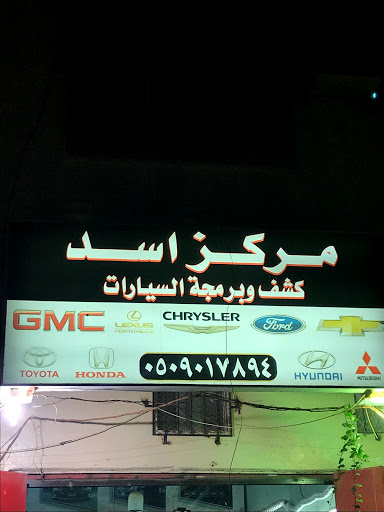 مركز اسد
كشف وبرمجة السيارات
GMC LEXUS CHRYSLER Ford
TOYOTA HONDA ٠٥٠٩٠١٧٨٩٤ HYUNDAI MITSUBISHI